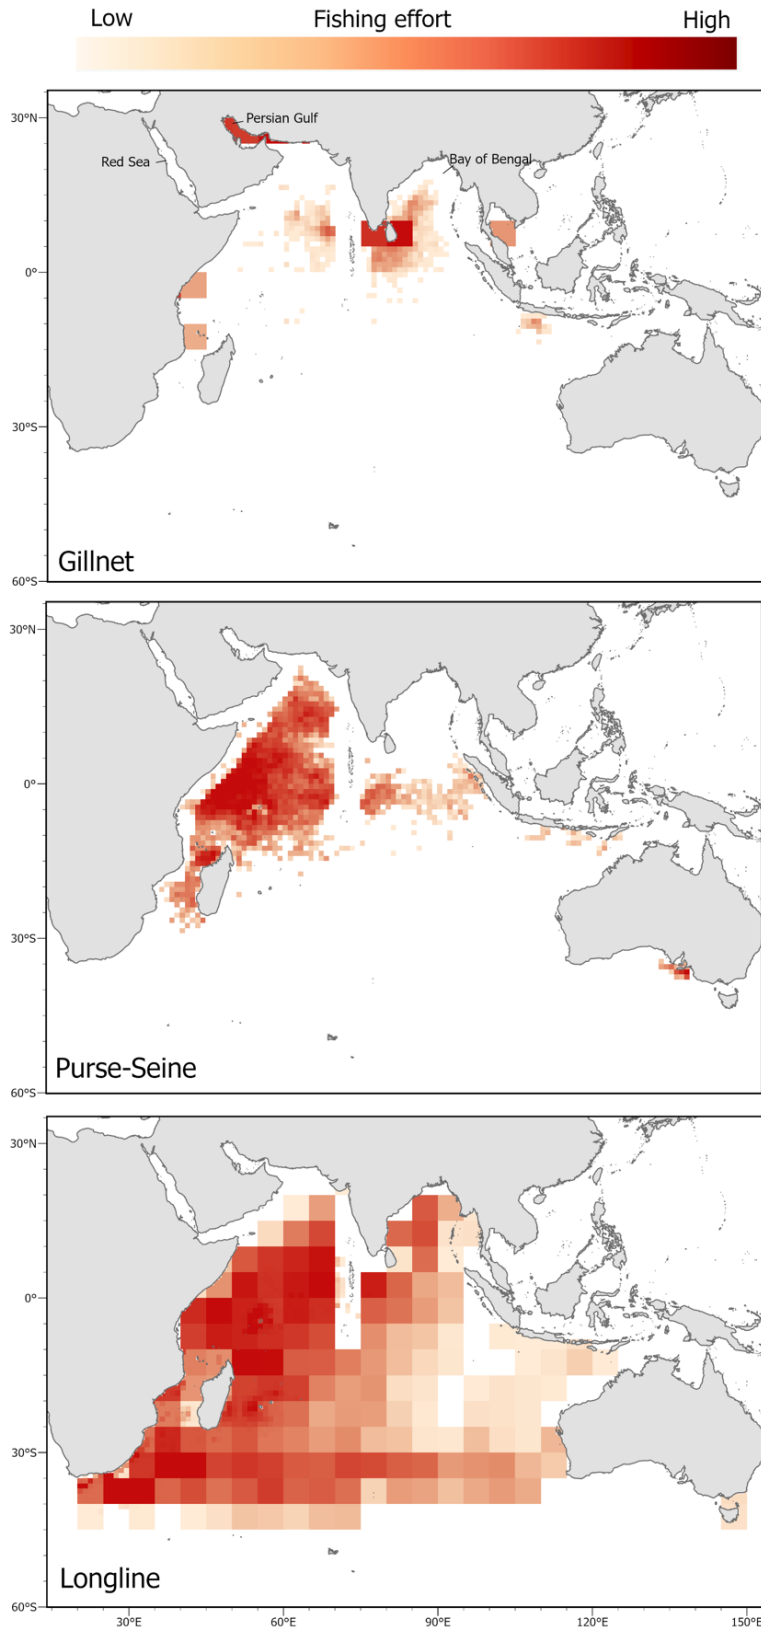 Low Fishing effort High
30°N
Persian Gulf
Red Sea
Bay of Bengal
0°
30°S
Gillnet
60°S
30°N
0°
30°S
Purse-Seine
60°S
30°N
0°
30°S
Longline
60°S
30°E 60°E 90°E 120°E 150°E